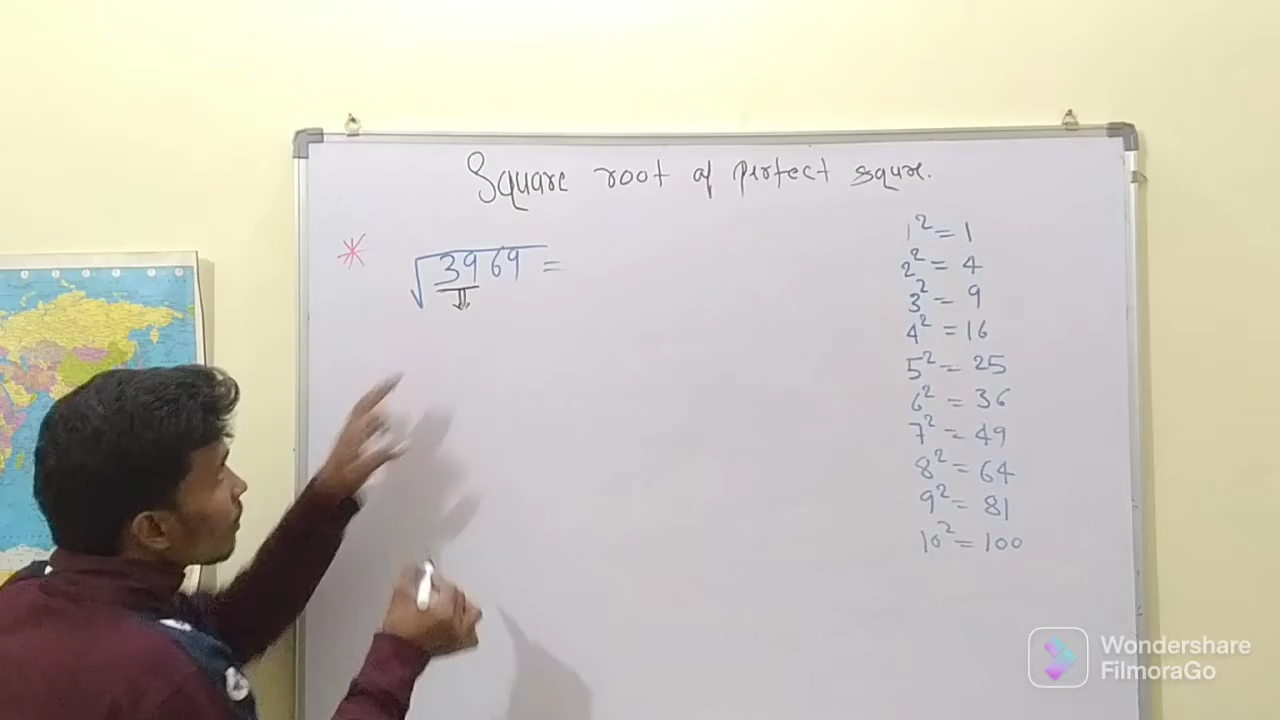 Square root of perfect squre.
* √3969 =
1² = 1
2² = 4
3² = 9
4² = 16
5² = 25
6² = 36
7² = 49
8² = 64
9² = 81
10² = 100
Wondershare
FilmoraGo